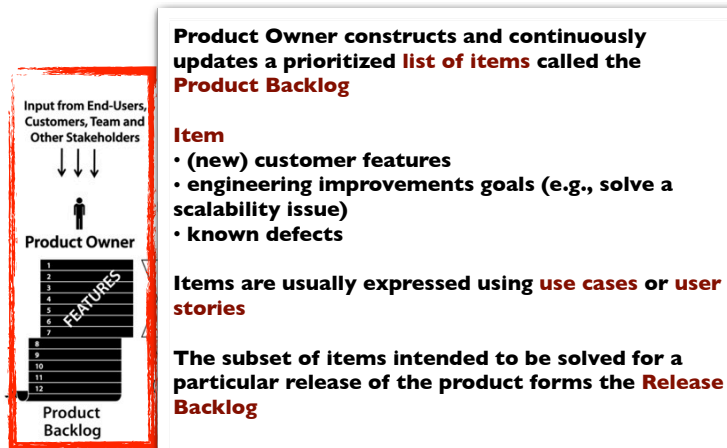 Input from End-Users,
Customers, Team and
Other Stakeholders
Product Owner
1
2
3
4
5
6
7
FEATURES
8
9
10
11
12
Product
Backlog
Product Owner constructs and continuously
updates a prioritized list of items called the
Product Backlog
Item
• (new) customer features
• engineering improvements goals (e.g., solve a
scalability issue)
• known defects
Items are usually expressed using use cases or user
stories
The subset of items intended to be solved for a
particular release of the product forms the Release
Backlog